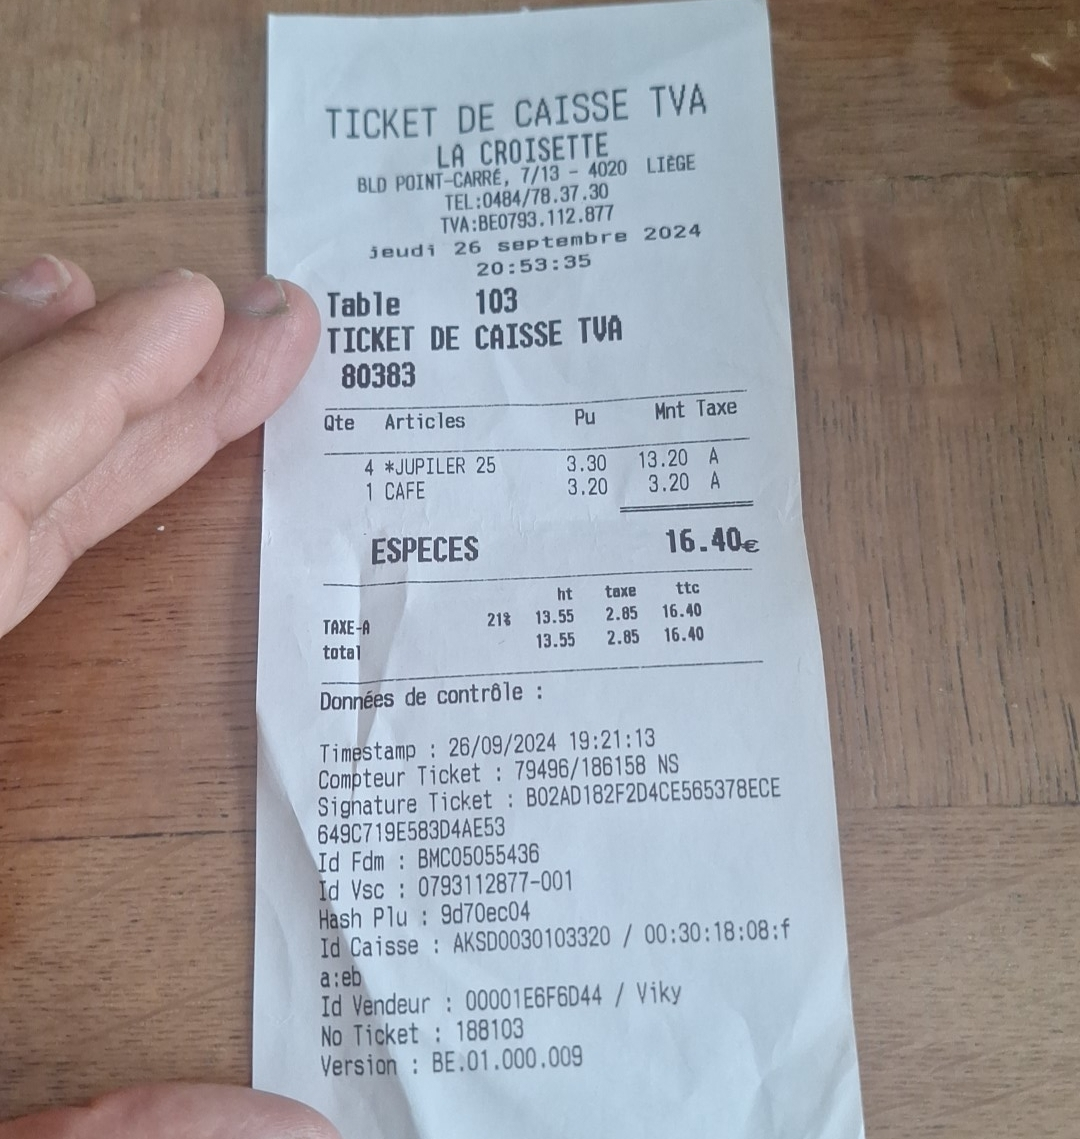 TICKET DE CAISSE TVA
LA CROISETTE
BLD POINT-CARRÉ, 7/13 - 4020 LIÈGE
TEL:0484/78.37.30
TVA:BE0793.112.877
jeudi 26 septembre 2024
20:53:35
Table 103
TICKET DE CAISSE TVA
80383
Qte Articles Pu Mnt Taxe
4 *JUPILER 25 3.30 13.20 A
1 CAFE 3.20 3.20 A
ESPECES 16.40€
ht taxe ttc
TAXE-A 21% 13.55 2.85 16.40
total 13.55 2.85 16.40
Données de contrôle :
Timestamp : 26/09/2024 19:21:13
Compteur Ticket : 79496/186158 NS
Signature Ticket : B02AD182F2D4CE565378ECE
649C719E583D4AE53
Id Fdm : BMC05055436
Id Vsc : 0793112877-001
Hash Plu : 9d70ec04
Id Caisse : AKSD0030103320 / 00:30:18:08:f
a:eb
Id Vendeur : 00001E6F6D44 / Viky
No Ticket : 188103
Version : BE.01.000.009